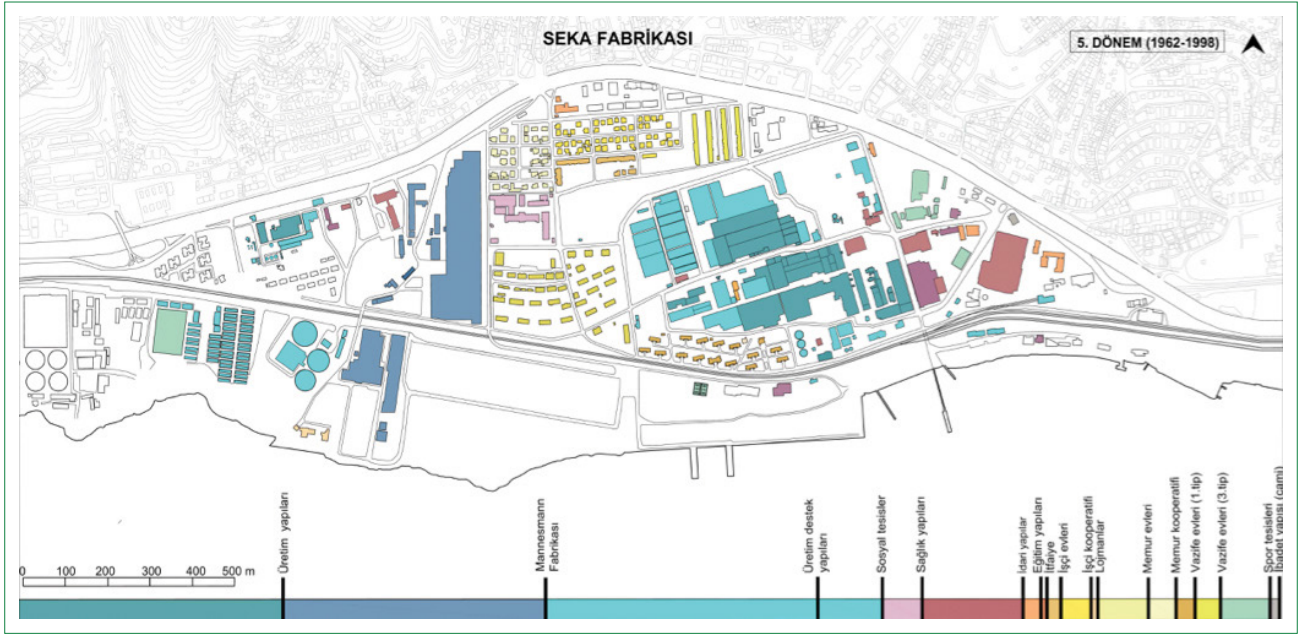 SEKA FABRİKASI
5. DÖNEM (1962-1998)
0 100 200 300 400 500 m
Üretim yapıları
Mannesmann
Fabrikası
Üretim destek
yapıları
Sosyal tesisler
Sağlık yapıları
İdari yapılar
Eğitim yapıları
İtfaiye
İşçi evleri
İşçi kooperatifi
Lojmanlar
Memur evleri
Memur kooperatifi
Vazife evleri (1.tip)
Vazife evleri (3.tip)
Spor tesisleri
İbadet yapısı (cami)